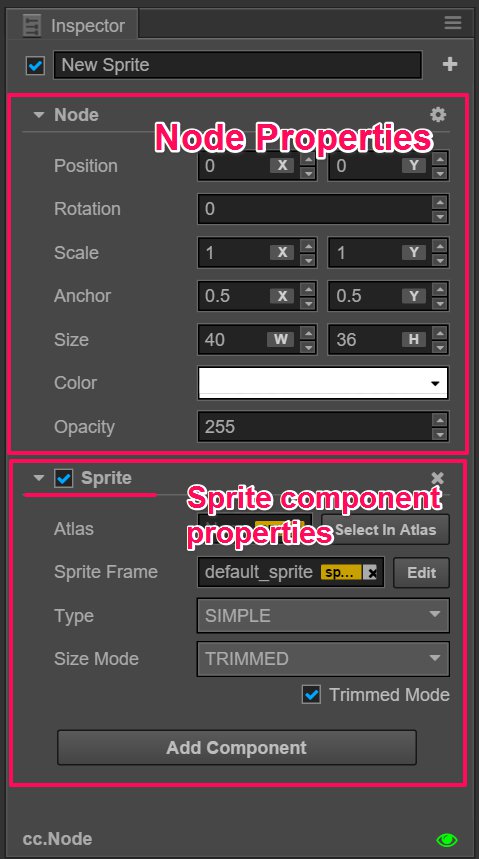 Inspector
New Sprite
Node
Node Properties
Position 0 X 0 Y
Rotation 0
Scale 1 X 1 Y
Anchor 0.5 X 0.5 Y
Size 40 W 36 H
Color
Opacity 255
Sprite
Sprite component
properties
Atlas Select In Atlas
Sprite Frame default_sprite sp... Edit
Type SIMPLE
Size Mode TRIMMED
Trimmed Mode
Add Component
cc.Node